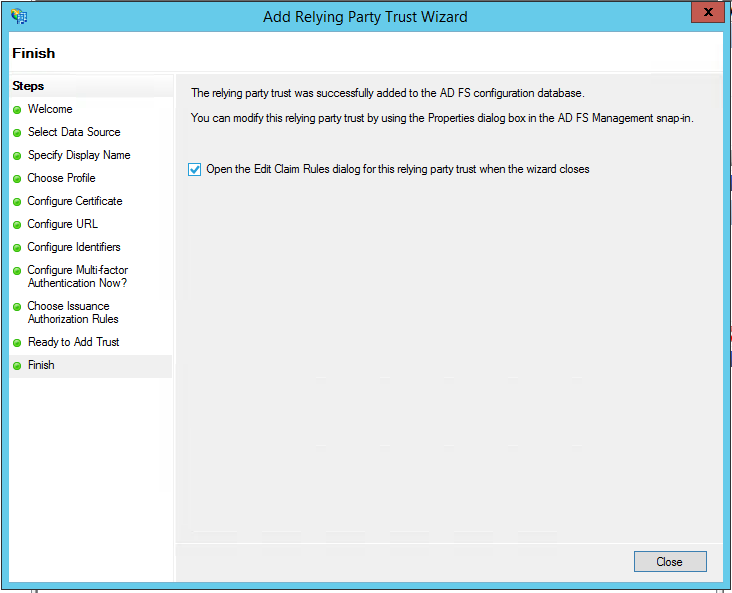 Add Relying Party Trust Wizard
x
Finish
Steps
Welcome
Select Data Source
Specify Display Name
Choose Profile
Configure Certificate
Configure URL
Configure Identifiers
Configure Multi-factor
Authentication Now?
Choose Issuance
Authorization Rules
Ready to Add Trust
Finish
The relying party trust was successfully added to the AD FS configuration database.
You can modify this relying party trust by using the Properties dialog box in the AD FS Management snap-in.
Open the Edit Claim Rules dialog for this relying party trust when the wizard closes
Close